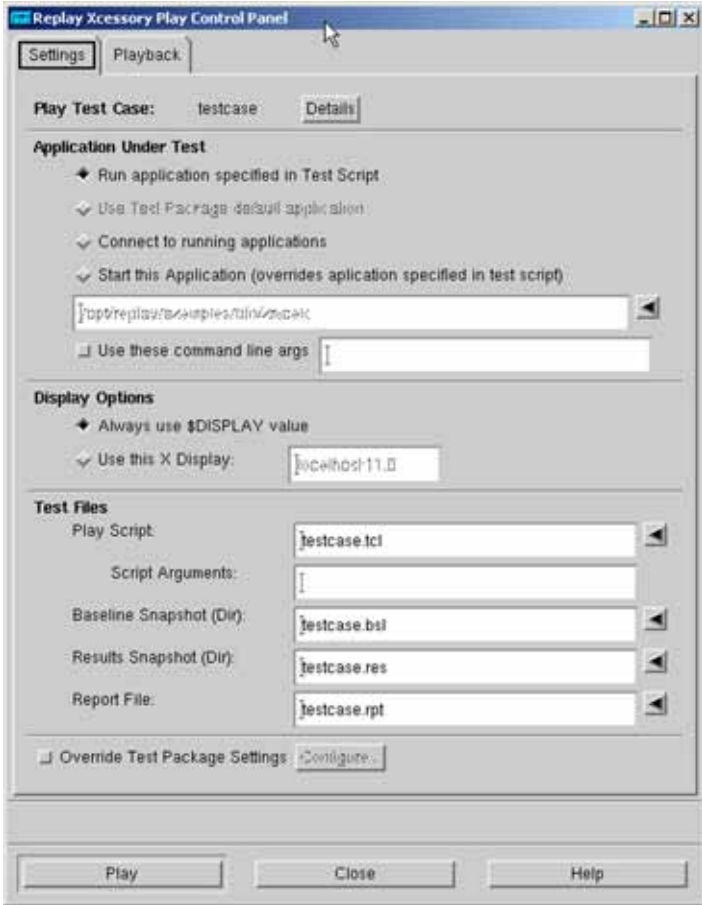 Replay Xcessory Play Control Panel
Settings Playback
Play Test Case: testcase Details
Application Under Test
Run application specified in Test Script
Use Test Package default application
Connect to running applications
Start this Application (overrides aplication specified in test script)
Use these command line args
Display Options
Always use $DISPLAY value
Use this X Display: localhost:11.0
Test Files
Play Script: testcase.tcl
Script Arguments:
Baseline Snapshot (Dir): testcase.bsl
Results Snapshot (Dir): testcase.res
Report File: testcase.rpt
Override Test Package Settings Configure...
Play Close Help